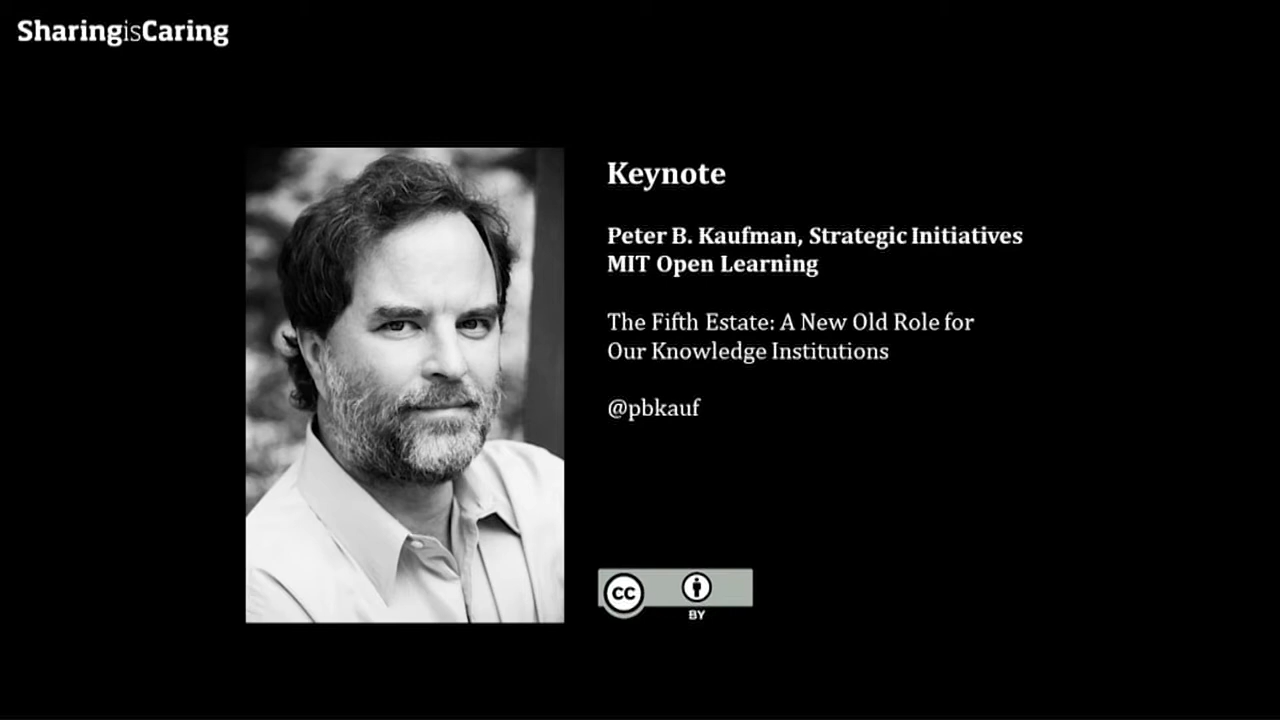 SharingisCaring
Keynote
Peter B. Kaufman, Strategic Initiatives
MIT Open Learning
The Fifth Estate: A New Old Role for
Our Knowledge Institutions
@pbkauf
CC
BY